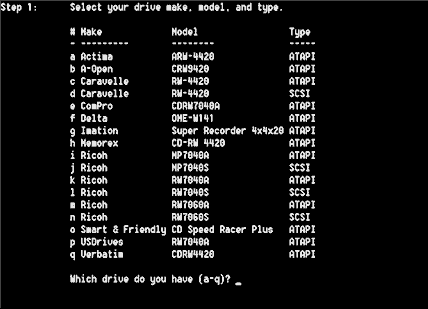 Step 1: Select your drive make, model, and type.
# Make Model Type
- --------- -------- -----
a Actima ARW-4420 ATAPI
b A-Open CRW9420 ATAPI
c Caravelle RW-4420 ATAPI
d Caravelle RW-4420 SCSI
e ComPro CDRW7040A ATAPI
f Delta OME-W141 ATAPI
g Imation Super Recorder 4x4x20 ATAPI
h Memorex CD-RW 4420 ATAPI
i Ricoh MP7040A ATAPI
j Ricoh MP7040S SCSI
k Ricoh RW7040A ATAPI
l Ricoh RW7040S SCSI
m Ricoh RW7060A ATAPI
n Ricoh RW7060S SCSI
o Smart & Friendly CD Speed Racer Plus ATAPI
p USDrives RW7040A ATAPI
q Verbatim CDRW4420 ATAPI
Which drive do you have (a-q)? _